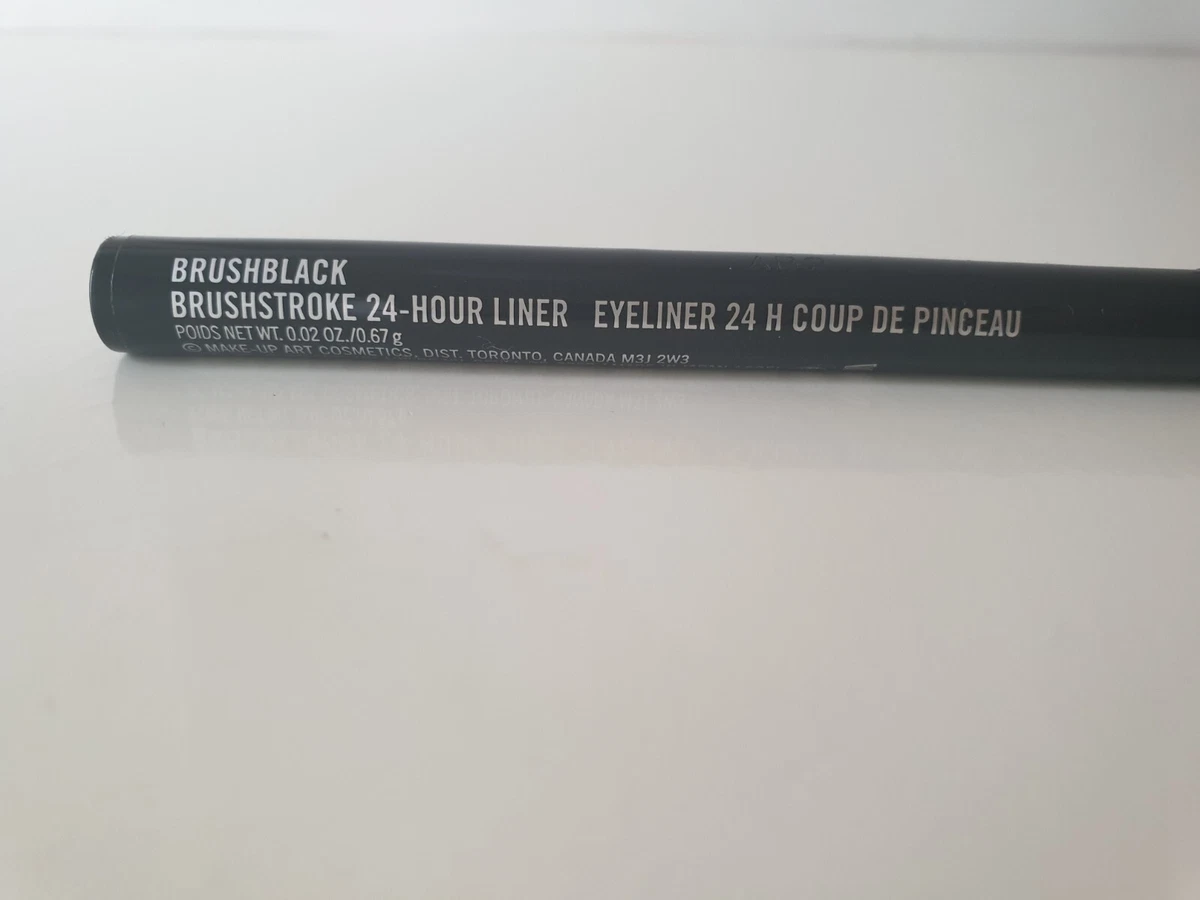 BRUSHBLACK
BRUSHSTROKE 24-HOUR LINER EYELINER 24 H COUP DE PINCEAU
POIDS NET WT. 0.02 OZ./0.67 g
© MAKE-UP ART COSMETICS, DIST, TORONTO, CANADA M3J 2W3